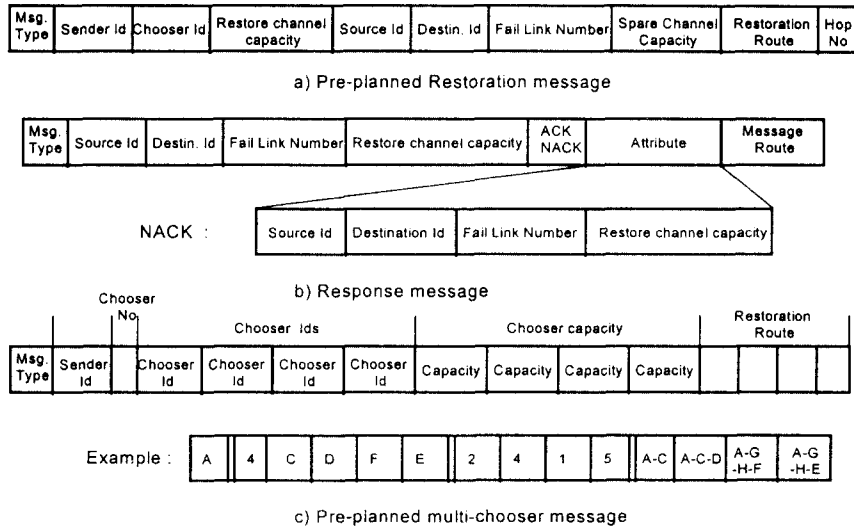 Msg. Type Sender Id Chooser Id Restore channel capacity Source Id Destin. Id Fail Link Number Spare Channel Capacity Restoration Route Hop No
a) Pre-planned Restoration message
Msg. Type Source Id Destin. Id Fail Link Number Restore channel capacity ACK NACK Attribute Message Route
NACK : Source Id Destination Id Fail Link Number Restore channel capacity
b) Response message
Chooser No Chooser Ids Chooser capacity Restoration Route
Msg. Type Sender Id Chooser Id Chooser Id Chooser Id Chooser Id Capacity Capacity Capacity Capacity
Example : A 4 C D F E 2 4 1 5 A-C A-C-D A-G -H-F A-G -H-E
c) Pre-planned multi-chooser message